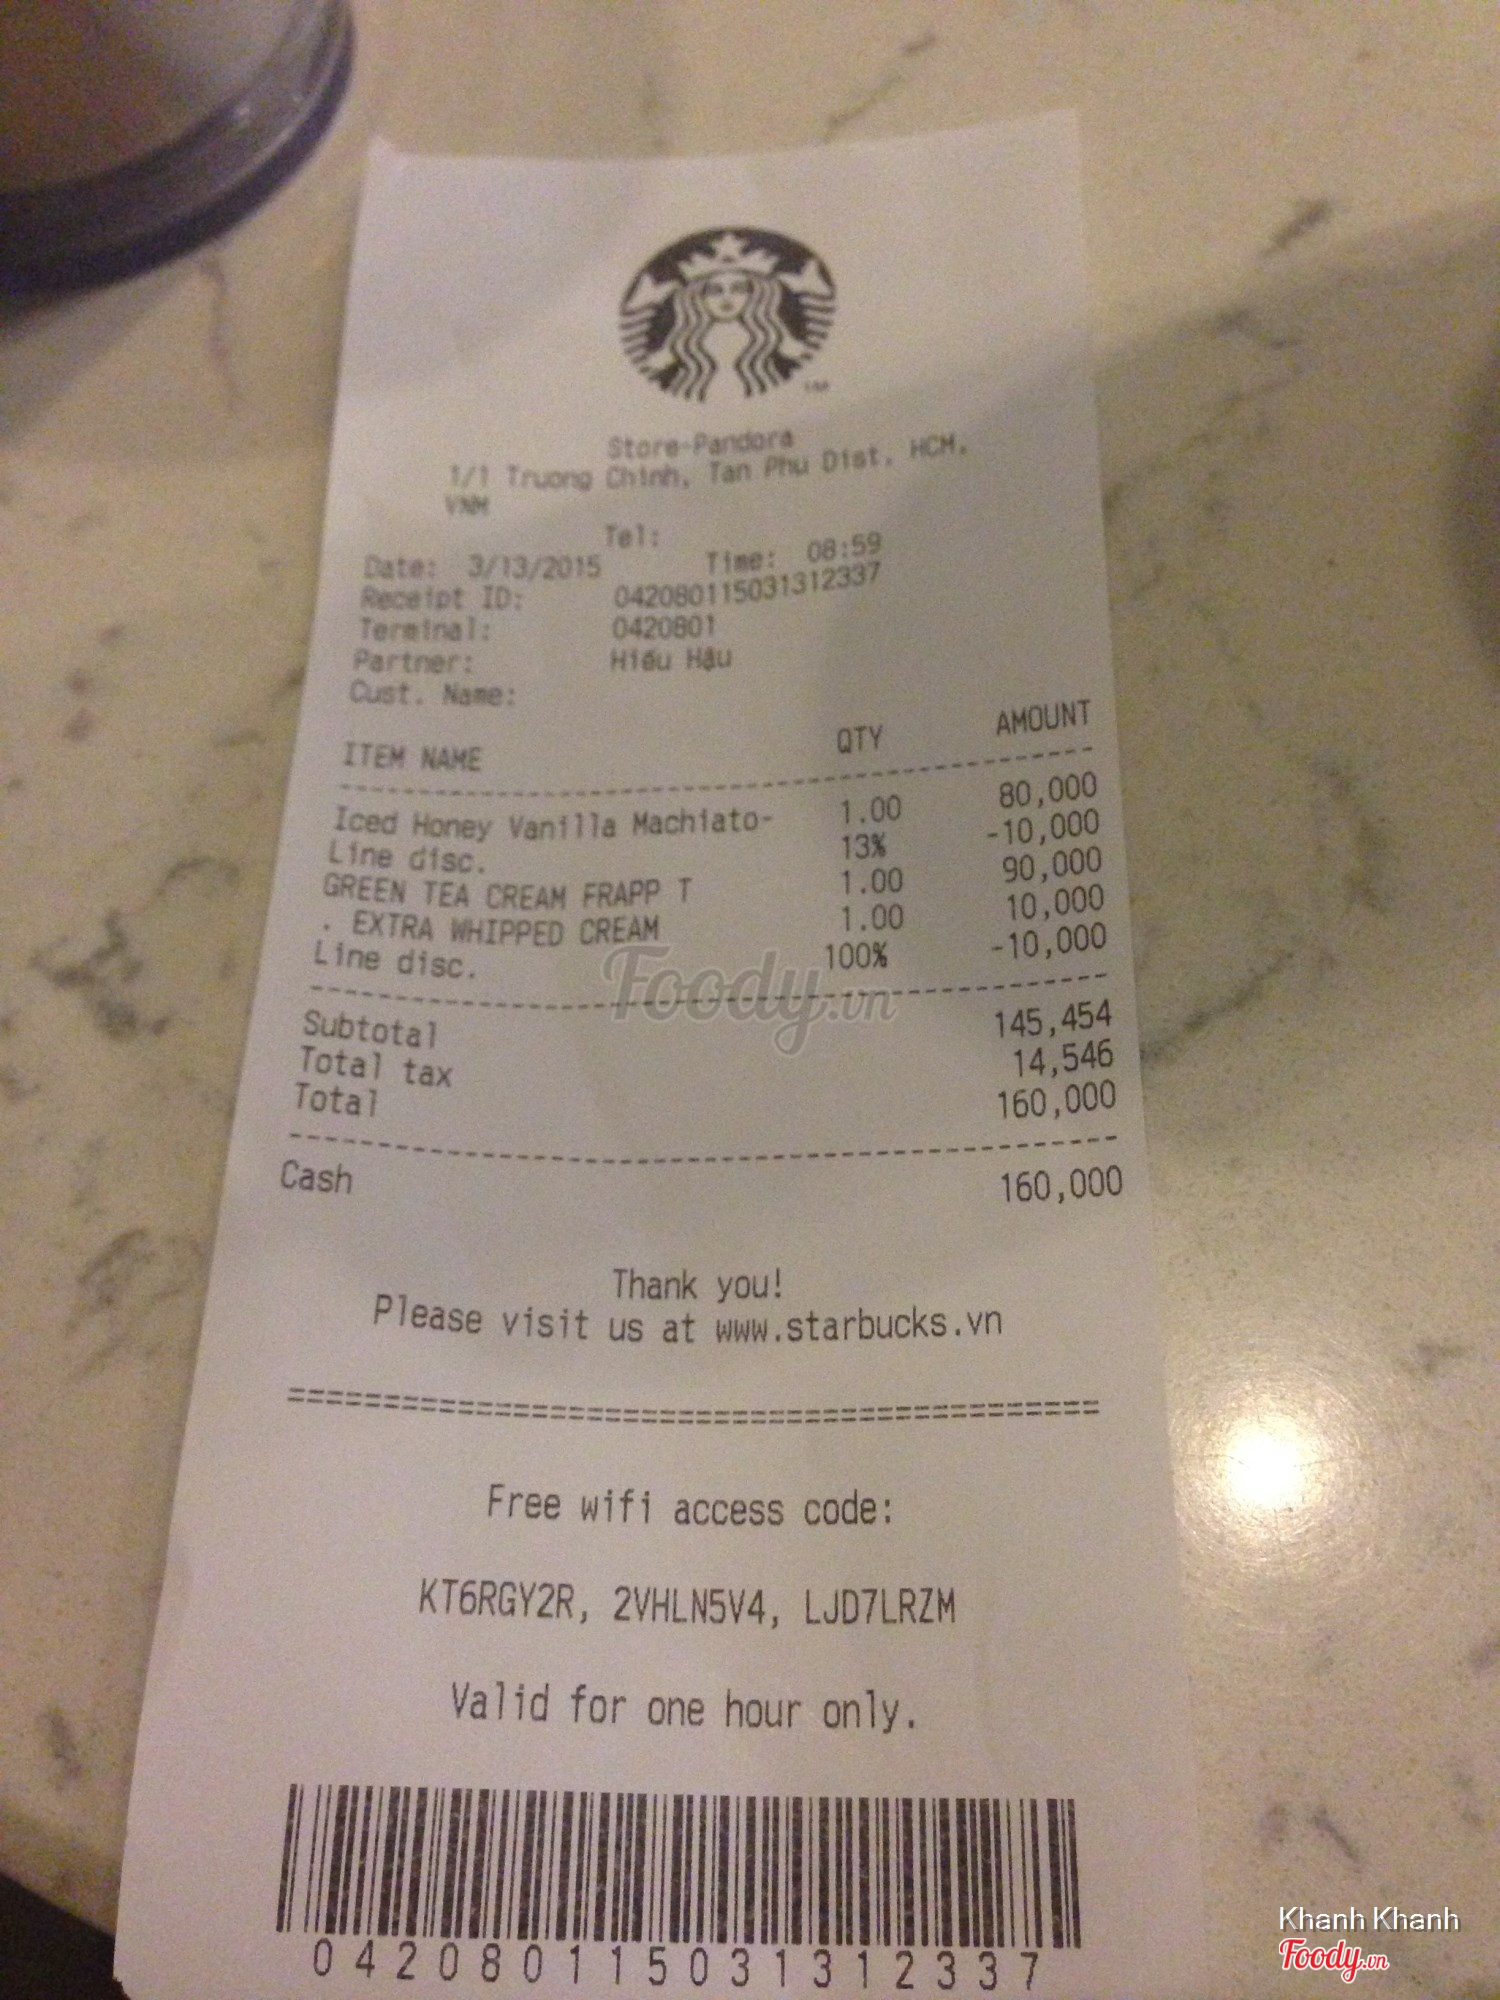 Store-Pandora
1/1 Truong Chinh, Tan Phu Dist, HCM,
VNM
Tel:
Date: 3/13/2015 Time: 08:59
Receipt ID: 042080115031312337
Terminal: 0420801
Partner: Hiếu Hậu
Cust. Name:
ITEM NAME QTY AMOUNT
Iced Honey Vanilla Machiato- 1.00 80,000
Line disc. 13% -10,000
GREEN TEA CREAM FRAPP T 1.00 90,000
. EXTRA WHIPPED CREAM 1.00 10,000
Line disc. 100% -10,000
Subtotal 145,454
Total tax 14,546
Total 160,000
Cash 160,000
Thank you!
Please visit us at www.starbucks.vn
Free wifi access code:
KT6RGY2R, 2VHLN5V4, LJD7LRZM
Valid for one hour only.
042080115031312337
Foody.vn
Khanh Khanh
Foody.vn